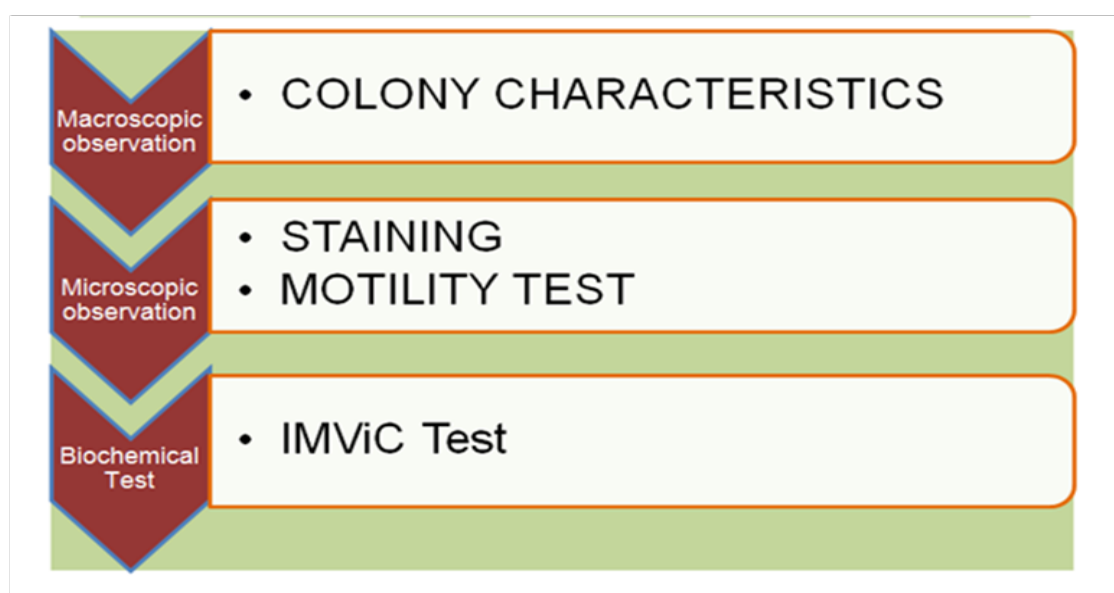 Macroscopic
observation
• COLONY CHARACTERISTICS
Microscopic
observation
• STAINING
• MOTILITY TEST
Biochemical
Test
• IMViC Test